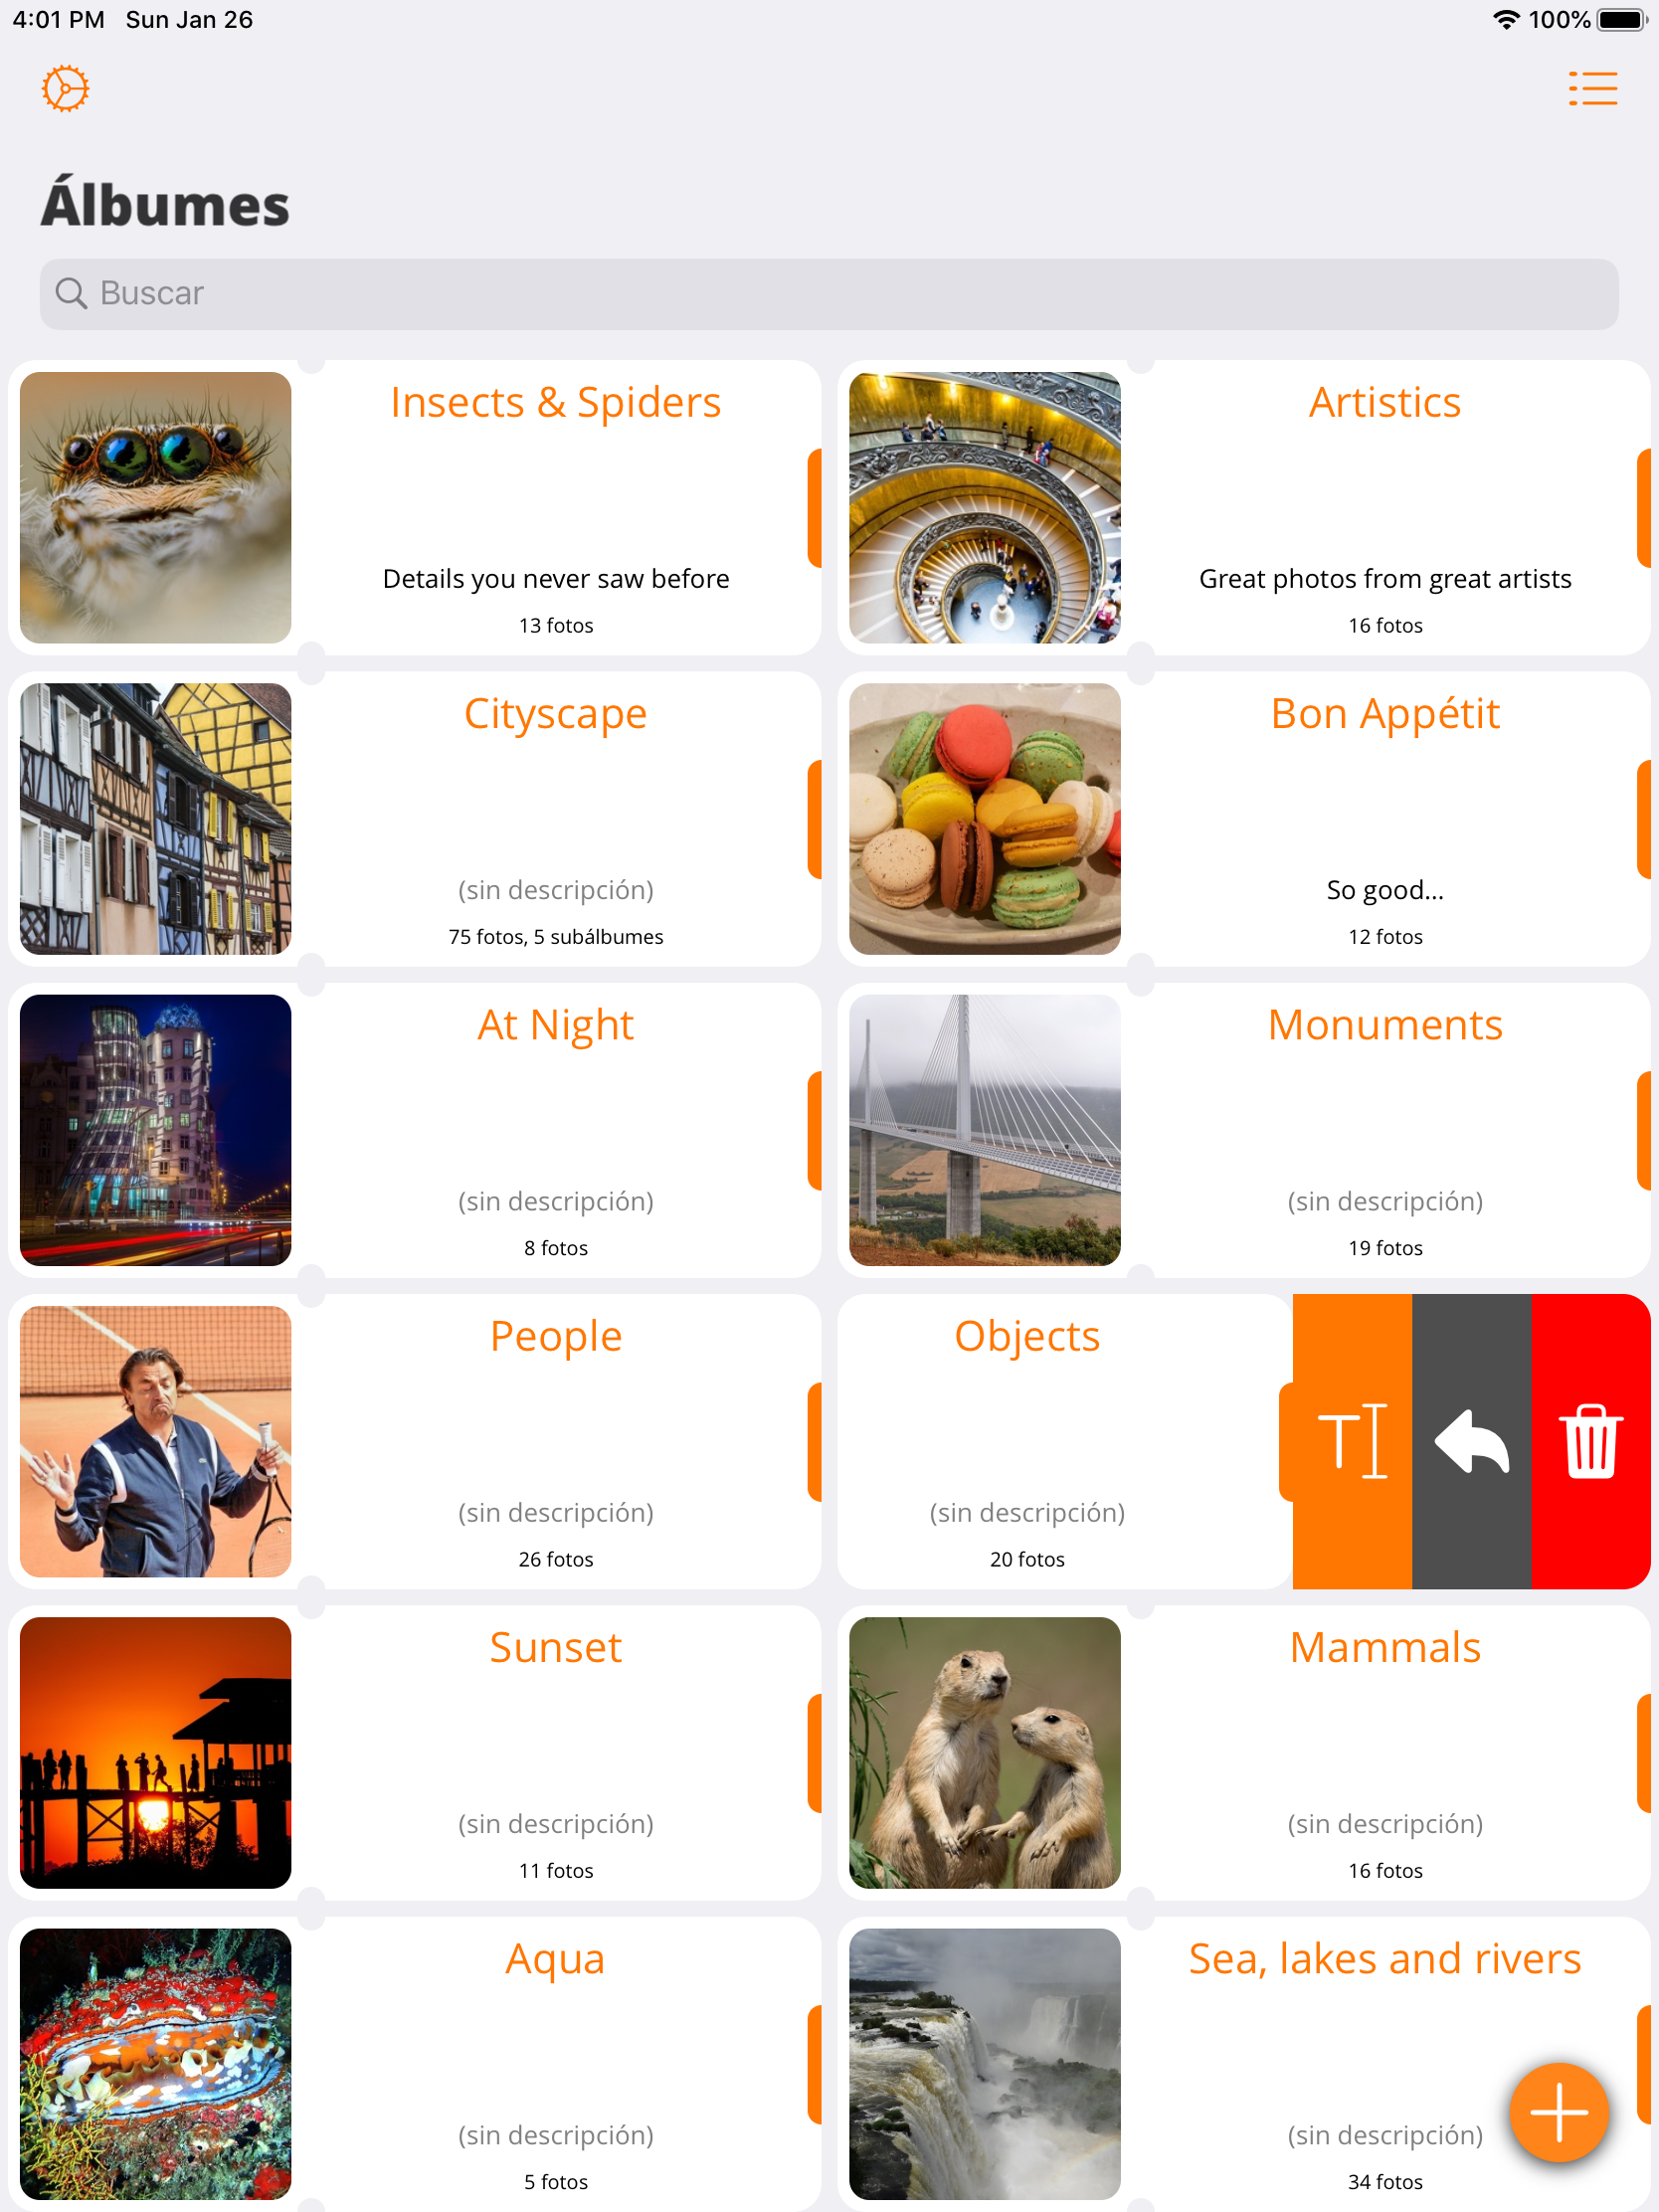 4:01 PM Sun Jan 26 100%
Álbumes
Buscar
Insects & Spiders
Details you never saw before
13 fotos
Artistics
Great photos from great artists
16 fotos
Cityscape
(sin descripción)
75 fotos, 5 subálbumes
Bon Appétit
So good...
12 fotos
At Night
(sin descripción)
8 fotos
Monuments
(sin descripción)
19 fotos
People
(sin descripción)
26 fotos
Objects
(sin descripción)
20 fotos
Sunset
(sin descripción)
11 fotos
Mammals
(sin descripción)
16 fotos
Aqua
(sin descripción)
5 fotos
Sea, lakes and rivers
(sin descripción)
34 fotos